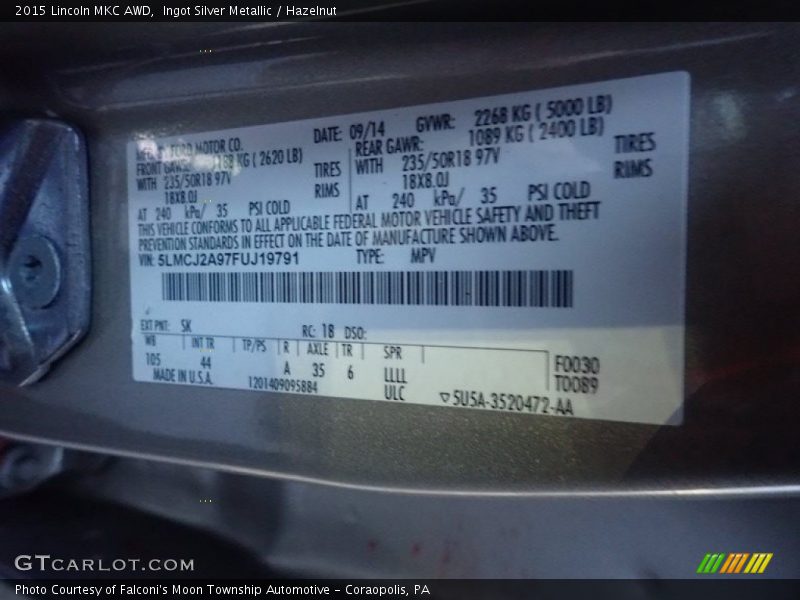 2015 Lincoln MKC AWD,  Ingot Silver Metallic / Hazelnut
MFD. BY FORD MOTOR CO.
DATE: 09/14 GVWR: 2268 KG ( 5000 LB)
FRONT GAWR: 1188 KG ( 2620 LB)
REAR GAWR: 1089 KG ( 2400 LB)
WITH 235/50R18 97V TIRES
WITH 235/50R18 97V TIRES
18X8.0J RIMS
18X8.0J RIMS
AT 240 kPa/ 35 PSI COLD
AT 240 kPa/ 35 PSI COLD
THIS VEHICLE CONFORMS TO ALL APPLICABLE FEDERAL MOTOR VEHICLE SAFETY AND THEFT
PREVENTION STANDARDS IN EFFECT ON THE DATE OF MANUFACTURE SHOWN ABOVE.
VIN: 5LMCJ2A97FUJ19791 TYPE: MPV
EXT PNT: SK RC: 18 DSO:
WB INT TR TP/PS R AXLE TR SPR
105 44 A 35 6 LLLL F0030
MADE IN U.S.A. 1201409095884 ULC T0089
▽5U5A-3520472-AA
GTCARLOT.COM
Photo Courtesy of Falconi's Moon Township Automotive – Coraopolis, PA